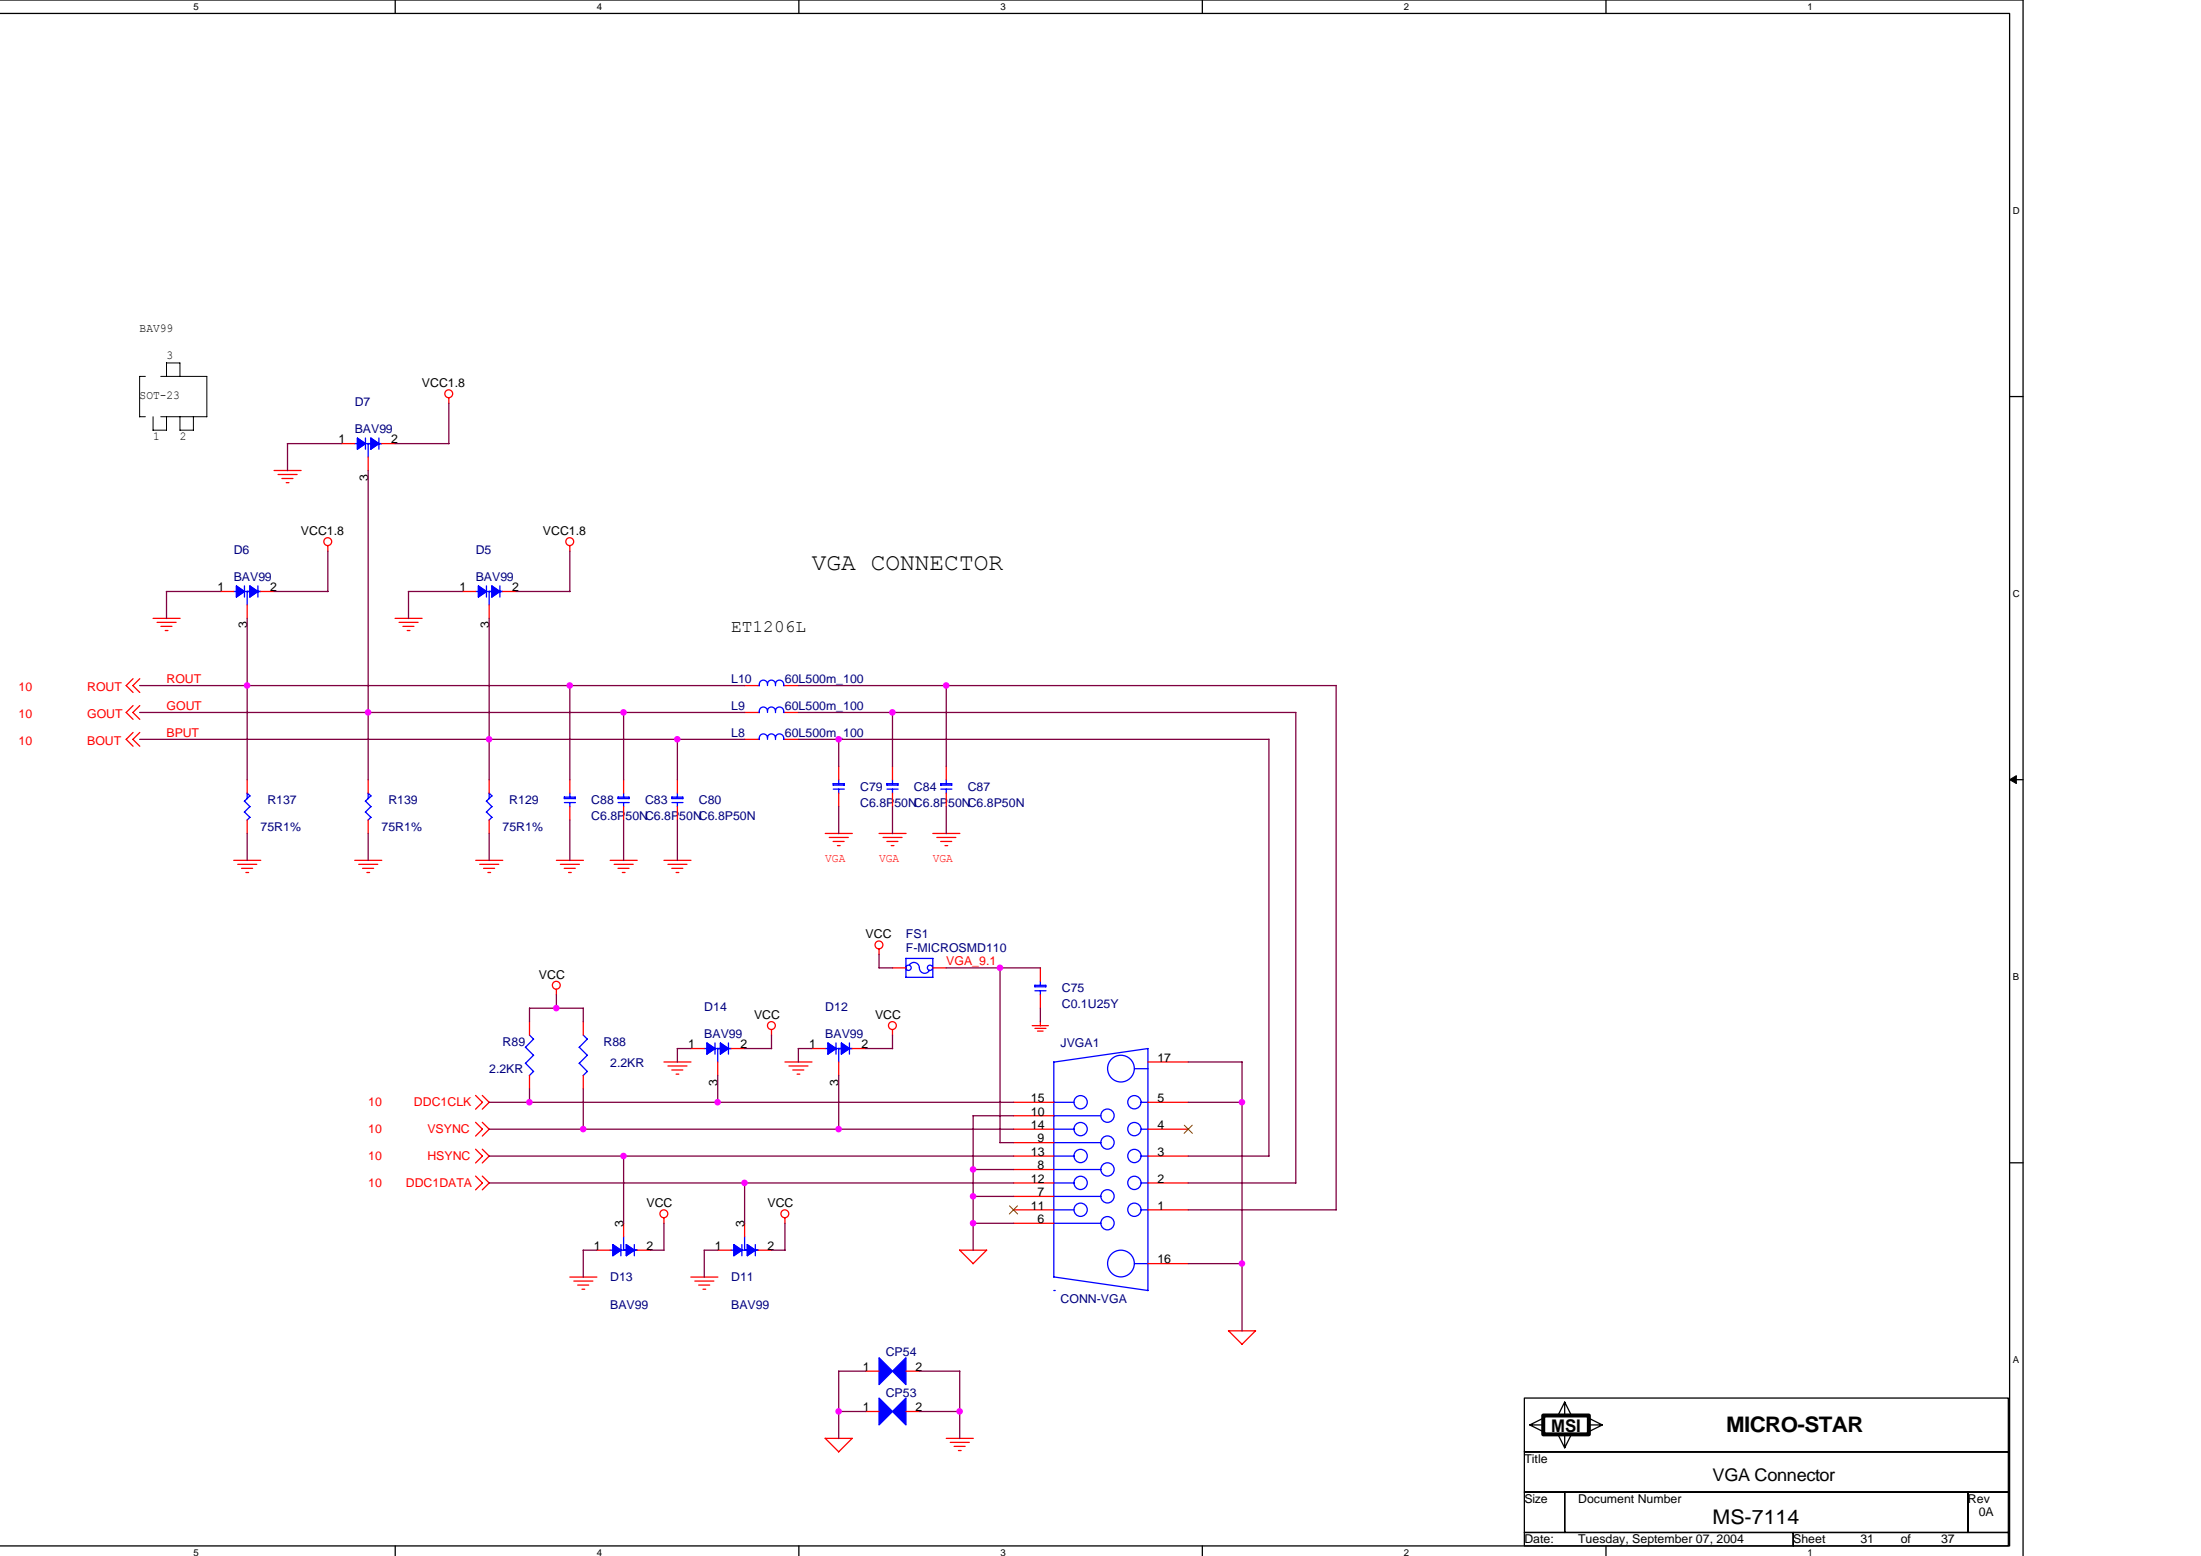 5 4 3 2 1
D
BAV99
3
SOT-23
1 2
VCC1.8
D7
BAV99
1 2
3
VCC1.8
D6
BAV99
1 2
3
VCC1.8
D5
BAV99
1 2
3
VGA CONNECTOR
C
ET1206L
10 ROUT ROUT L10 60L500m_100
10 GOUT GOUT L9 60L500m_100
10 BOUT BPUT L8 60L500m_100
R137
75R1%
R139
75R1%
R129
75R1%
C88
C6.8P50N
C83
C6.8P50N
C80
C6.8P50N
C79
C6.8P50N
C84
C6.8P50N
C87
C6.8P50N
VGA VGA VGA
VCC FS1
F-MICROSMD110
VGA_9.1
B
C75
C0.1U25Y
VCC
R89
2.2KR
R88
2.2KR
D14
BAV99
VCC
1 2
3
D12
BAV99
VCC
1 2
3
JVGA1
17
10 DDC1CLK 15 5
10
10 VSYNC 14 4
9
10 HSYNC 13 3
8
10 DDC1DATA 12 2
7
11 1
6
16
CONN-VGA
VCC
3
1 2
D13
BAV99
VCC
3
1 2
D11
BAV99
CP54
1 2
CP53
1 2
A
MSI
MICRO-STAR
Title
VGA Connector
Size Document Number Rev
MS-7114 0A
Date: Tuesday, September 07, 2004 Sheet 31 of 37
5 4 3 2 1